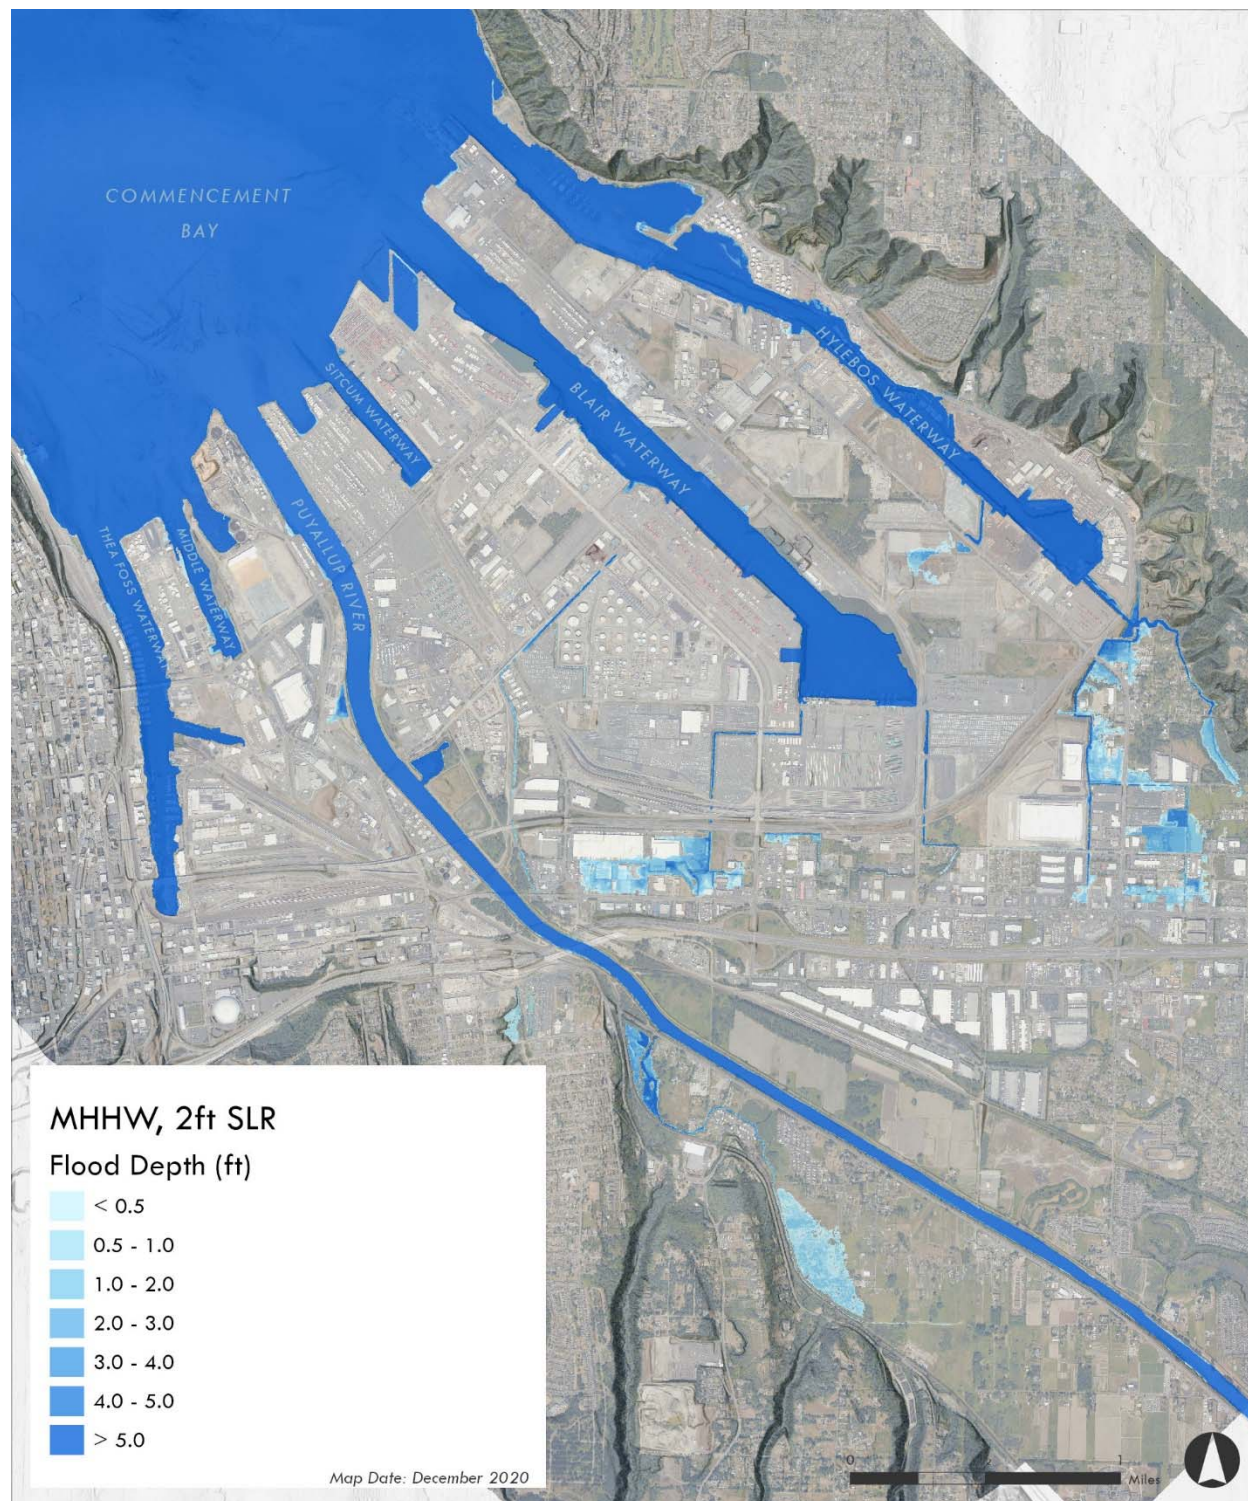 COMMENCEMENT
BAY
HYLEBOS WATERWAY
BLAIR WATERWAY
SITCUM WATERWAY
PUYALLUP RIVER
MIDDLE WATERWAY
THEA FOSS WATERWAY
MHHW, 2ft SLR
Flood Depth (ft)
< 0.5
0.5 - 1.0
1.0 - 2.0
2.0 - 3.0
3.0 - 4.0
4.0 - 5.0
> 5.0
Map Date: December 2020
0 1
Miles